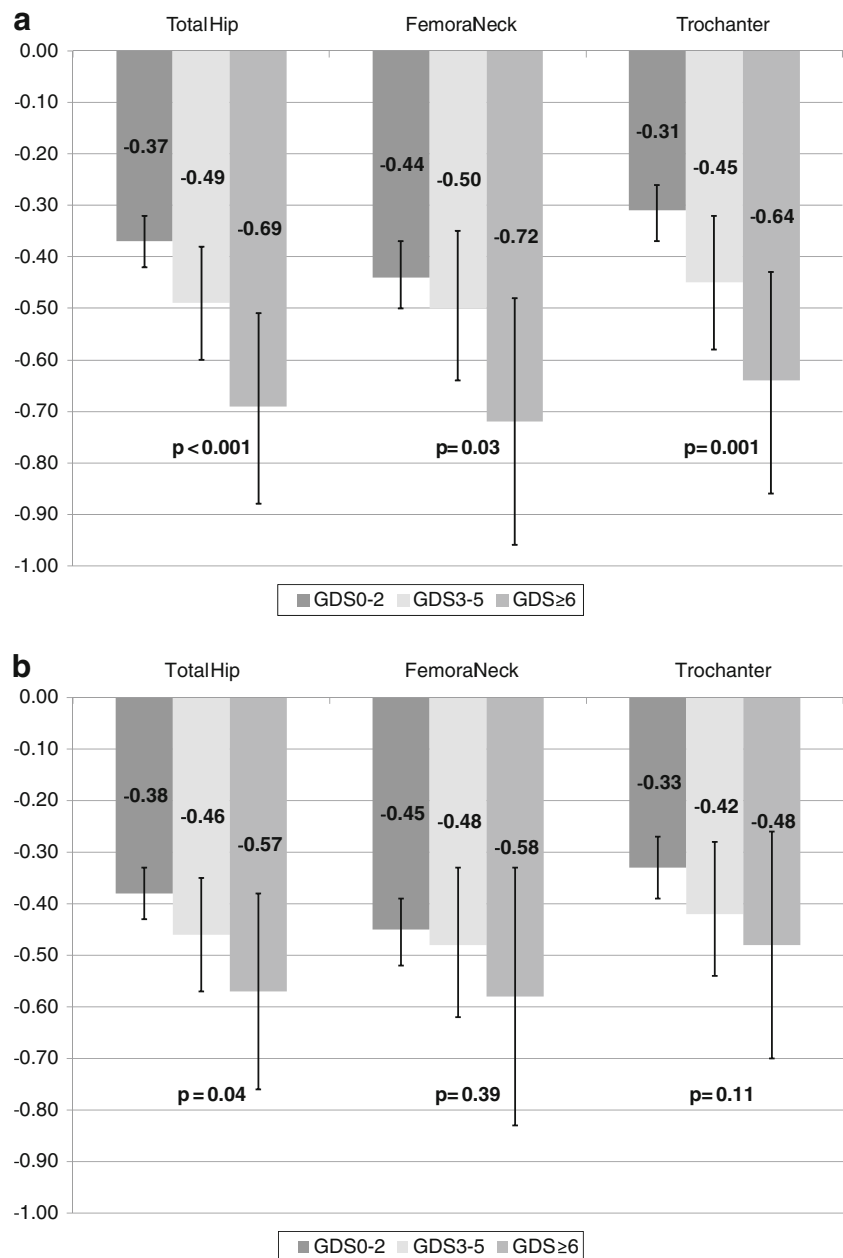 a
TotalHip FemoraNeck Trochanter
0.00
-0.10
-0.20
-0.30
-0.40
-0.50
-0.60
-0.70
-0.80
-0.90
-1.00
-0.37 -0.49 -0.69 -0.44 -0.50 -0.72 -0.31 -0.45 -0.64
p<0.001 p=0.03 p=0.001
GDS0-2 GDS3-5 GDS≥6
b
TotalHip FemoraNeck Trochanter
0.00
-0.10
-0.20
-0.30
-0.40
-0.50
-0.60
-0.70
-0.80
-0.90
-1.00
-0.38 -0.46 -0.57 -0.45 -0.48 -0.58 -0.33 -0.42 -0.48
p=0.04 p=0.39 p=0.11
GDS0-2 GDS3-5 GDS≥6